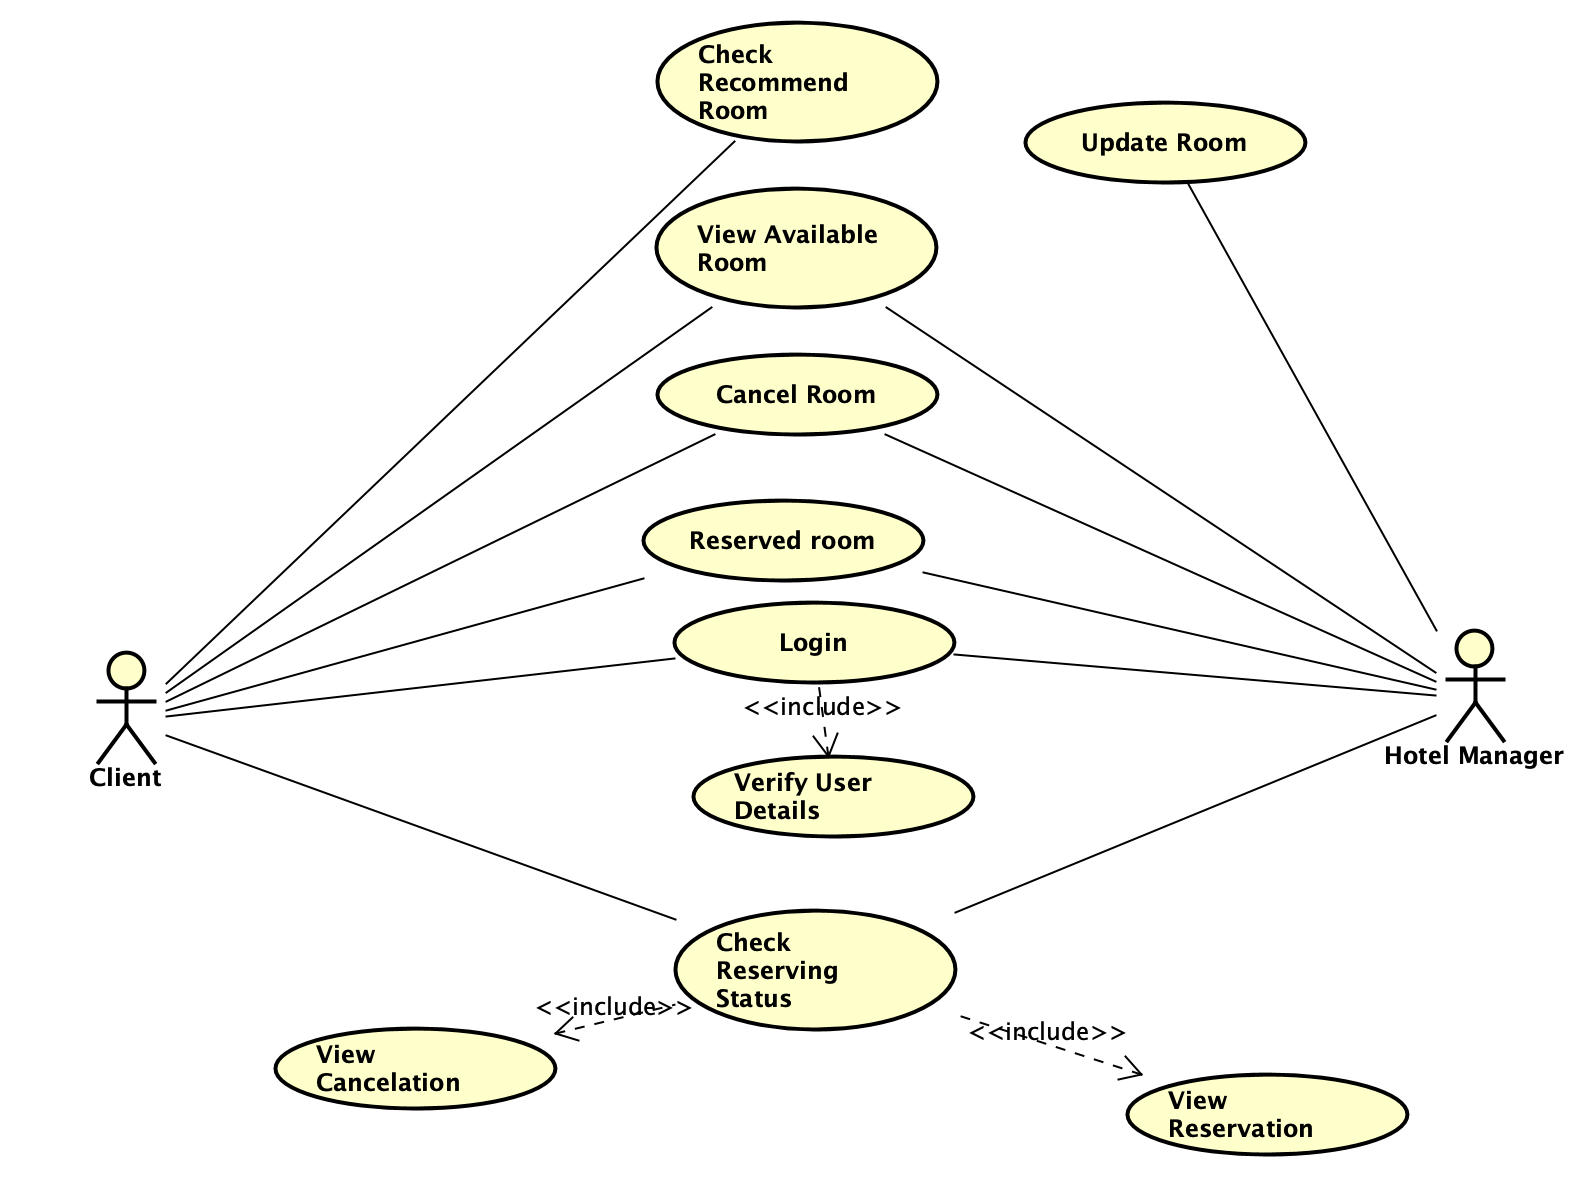 Check
Recommend
Room
Update Room
View Available
Room
Cancel Room
Reserved room
Login
<<include>>
Client
Hotel Manager
Verify User
Details
Check
Reserving
Status
<<include>>
<<include>>
View
Cancelation
View
Reservation